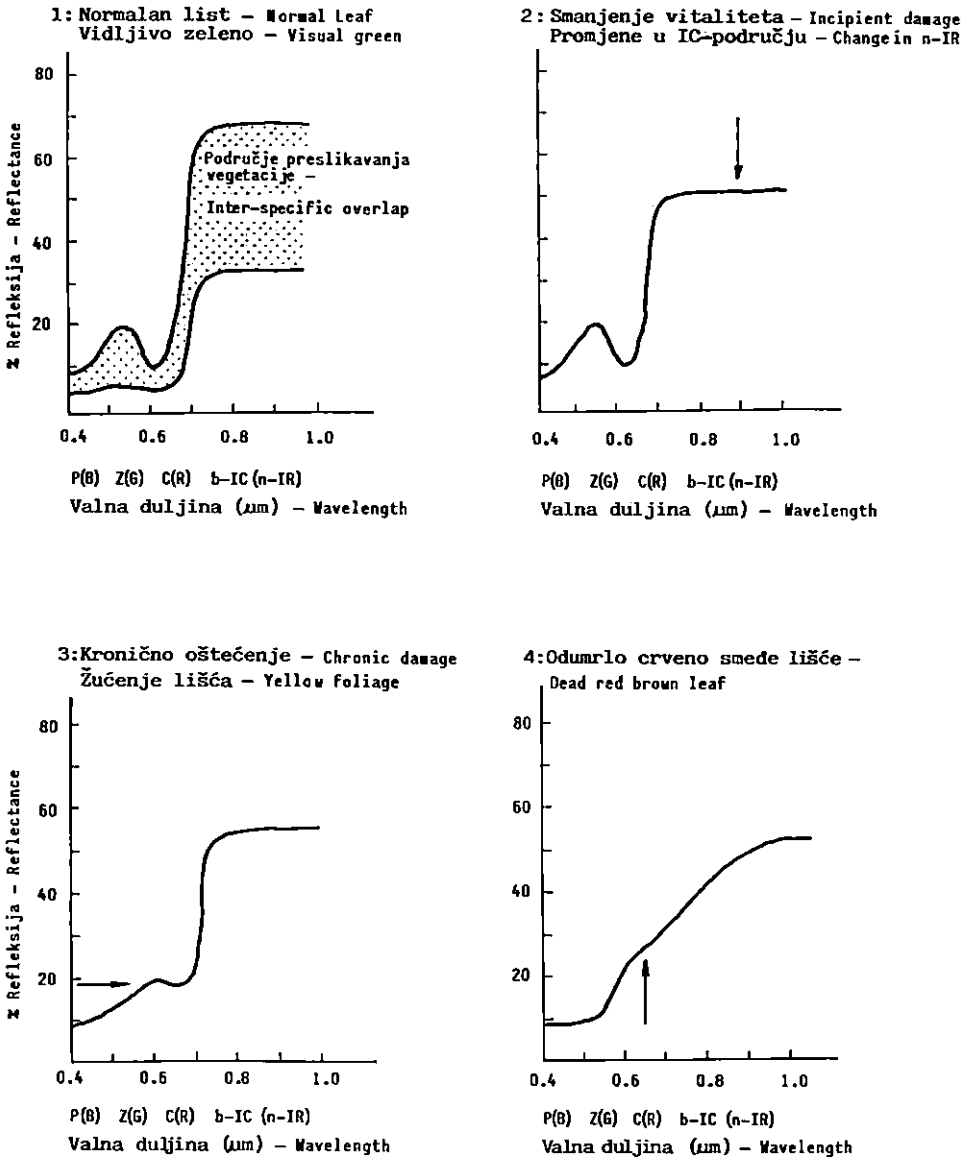 1: Normalan list — Normal Leaf
Vidljivo zeleno — Visual green
% Refleksija - Reflectance
80
60
40
20
Područje preslikavanja
vegetacije —
Inter-specific overlap
0.4 0.6 0.8 1.0
P(B) Z(G) C(R) b-IC (n-IR)
Valna duljina (µm) — Wavelength
2: Smanjenje vitaliteta — Incipient damage
Promjene u IC-području — Change in n-IR
0.4 0.6 0.8 1.0
P(B) Z(G) C(R) b-IC (n-IR)
Valna duljina (µm) — Wavelength
3: Kronično oštećenje — Chronic damage
Žućenje lišća — Yellow foliage
% Refleksija - Reflectance
80
60
40
20
0.4 0.6 0.8 1.0
P(B) Z(G) C(R) b-IC (n-IR)
Valna duljina (µm) — Wavelength
4: Odumrlo crveno smeđe lišće —
Dead red brown leaf
80
60
40
20
0.4 0.6 0.8 1.0
P(B) Z(G) C(R) b-IC (n-IR)
Valna duljina (µm) — Wavelength